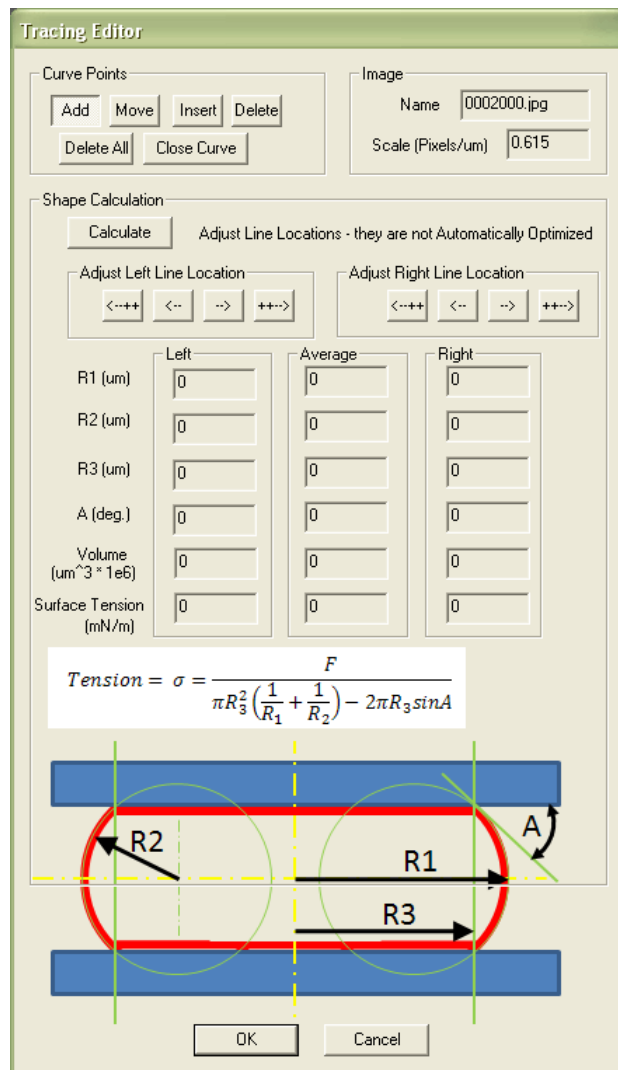 Tracing Editor
Curve Points
Add Move Insert Delete
Delete All Close Curve
Image
Name 0002000.jpg
Scale (Pixels/um) 0.615
Shape Calculation
Calculate Adjust Line Locations - they are not Automatically Optimized
Adjust Left Line Location
<--++ <-- --> ++-->
Adjust Right Line Location
<--++ <-- --> ++-->
Left Average Right
R1 (um) 0 0 0
R2 (um) 0 0 0
R3 (um) 0 0 0
A (deg.) 0 0 0
Volume
(um^3 * 1e6) 0 0 0
Surface Tension
(mN/m) 0 0 0
Tension = σ = F / (πR₃²(1/R₁ + 1/R₂) − 2πR₃sinA)
A
R2
R1
R3
OK Cancel